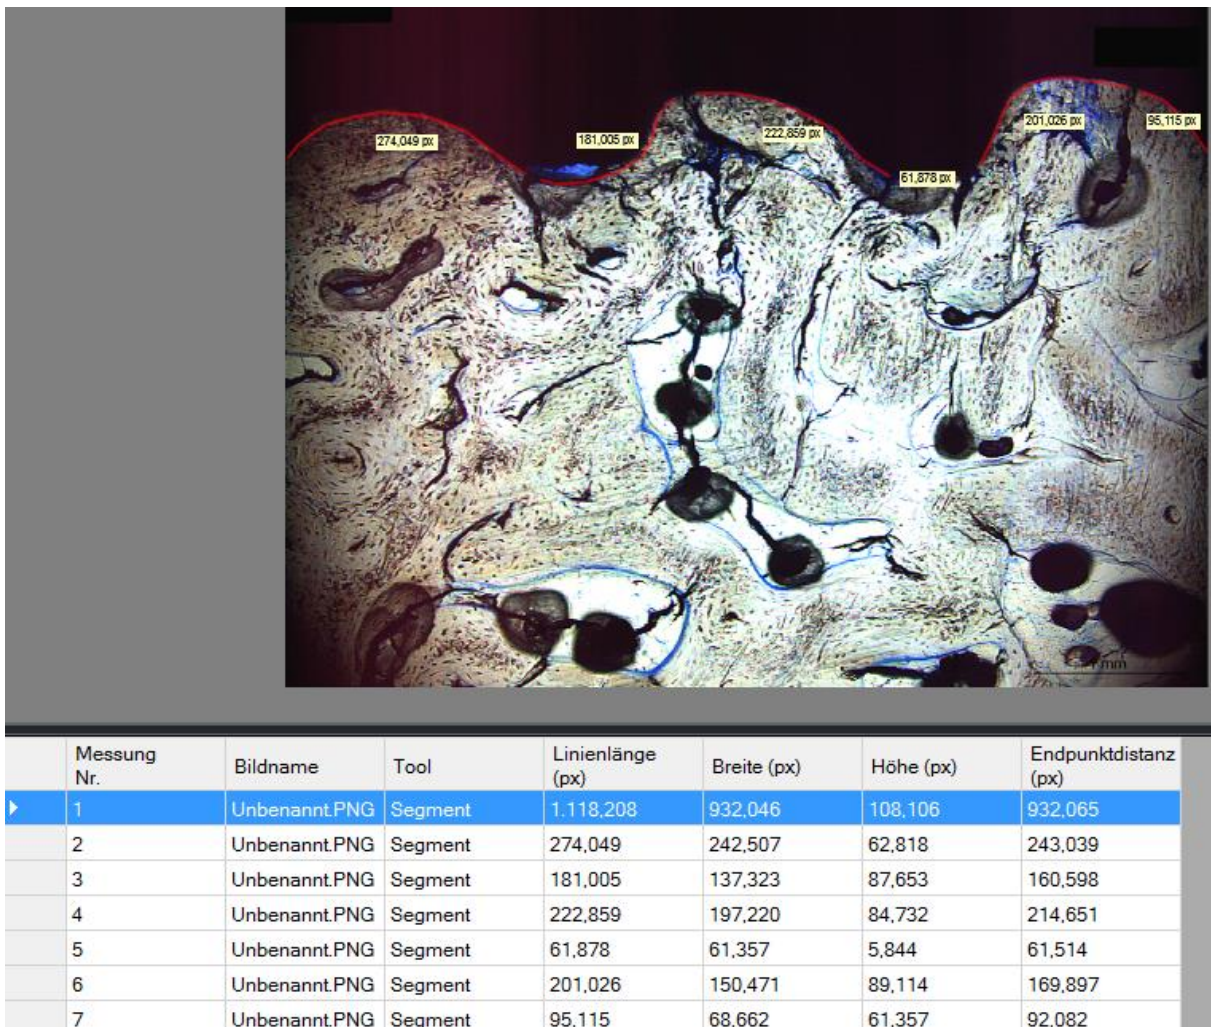 274,049 px
181,005 px
222,859 px
61,878 px
201,026 px
95,115 px
mm
Messung Nr. Bildname Tool Linienlänge (px) Breite (px) Höhe (px) Endpunktdistanz (px)
1 Unbenannt.PNG Segment 1.118,208 932,046 108,106 932,065
2 Unbenannt.PNG Segment 274,049 242,507 62,818 243,039
3 Unbenannt.PNG Segment 181,005 137,323 87,653 160,598
4 Unbenannt.PNG Segment 222,859 197,220 84,732 214,651
5 Unbenannt.PNG Segment 61,878 61,357 5,844 61,514
6 Unbenannt.PNG Segment 201,026 150,471 89,114 169,897
7 Unbenannt.PNG Segment 95,115 68,662 61,357 92,082